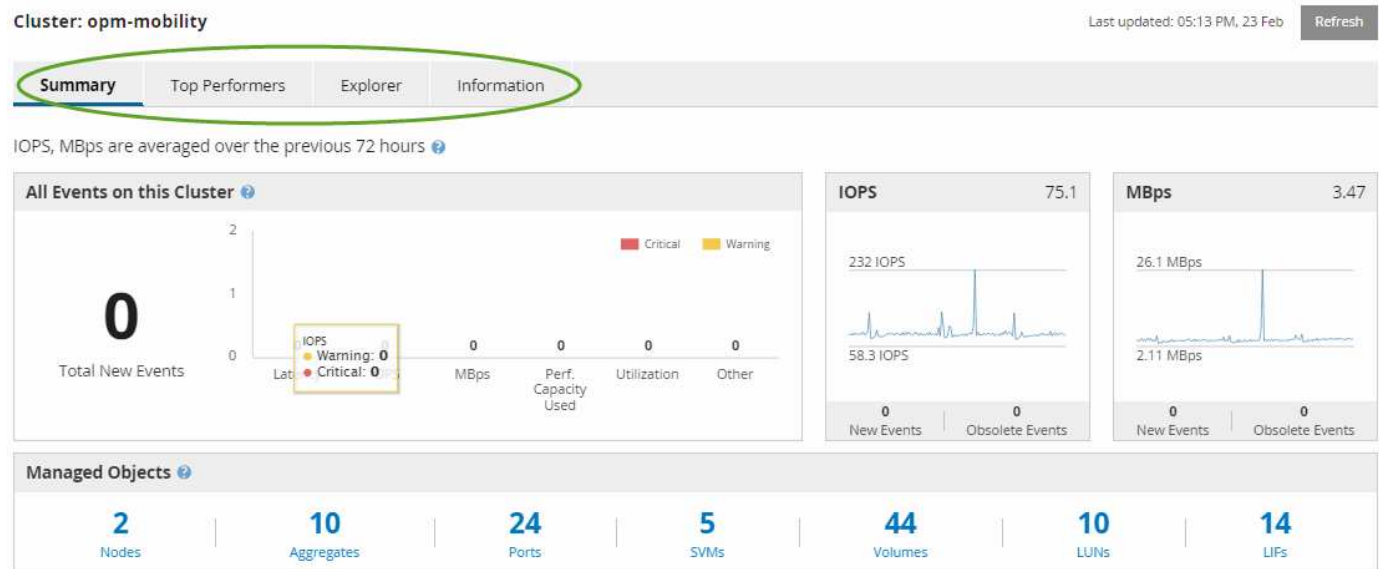 Cluster: opm-mobility
Last updated: 05:13 PM, 23 Feb
Refresh
Summary
Top Performers
Explorer
Information
IOPS, MBps are averaged over the previous 72 hours
All Events on this Cluster
0
Total New Events
2
1
0
Critical
Warning
IOPS
Warning: 0
Critical: 0
0
0
0
0
MBps
Perf.
Capacity
Used
Utilization
Other
IOPS 75.1
232 IOPS
58.3 IOPS
0
New Events
0
Obsolete Events
MBps 3.47
26.1 MBps
2.11 MBps
0
New Events
0
Obsolete Events
Managed Objects
2
Nodes
10
Aggregates
24
Ports
5
SVMs
44
Volumes
10
LUNs
14
LIFs